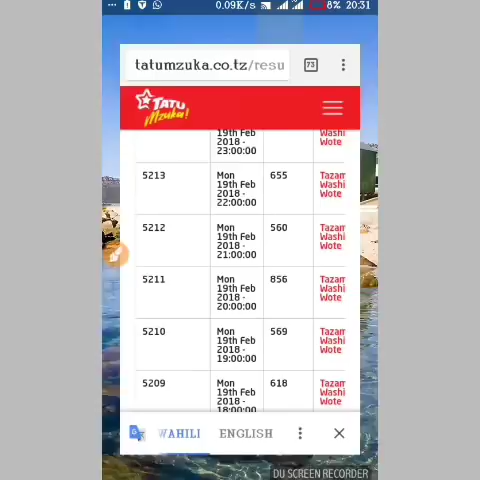 0.09K/s 8% 20:31
tatumzuka.co.tz/resu
73
TATU
Mzuka!
19th Feb Washi
2018 - Wote
23:00:00
5213 Mon 655 Tazam
19th Feb Washi
2018 - Wote
22:00:00
5212 Mon 560 Tazam
19th Feb Washi
2018 - Wote
21:00:00
5211 Mon 856 Tazam
19th Feb Washi
2018 - Wote
20:00:00
5210 Mon 569 Tazam
19th Feb Washi
2018 - Wote
19:00:00
5209 Mon 618 Tazam
19th Feb Washi
2018 - Wote
18:00:00
WAHILI ENGLISH
DU SCREEN RECORDER